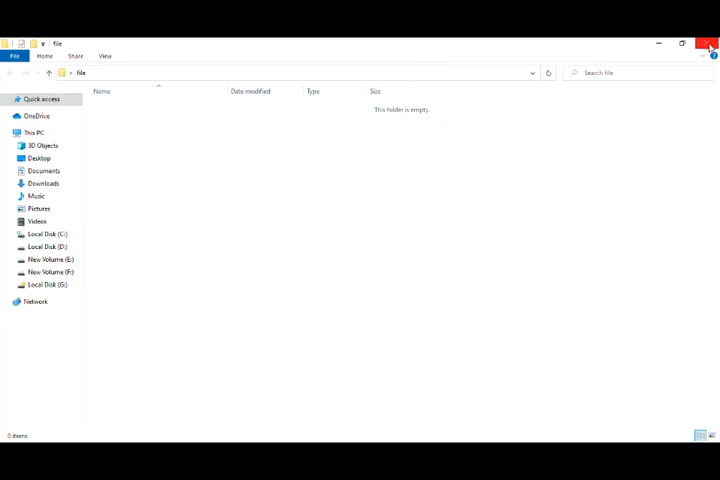 file
File Home Share View
file Search file
Name Date modified Type Size
This folder is empty.
Quick access
OneDrive
This PC
3D Objects
Desktop
Documents
Downloads
Music
Pictures
Videos
Local Disk (C:)
Local Disk (D:)
New Volume (E:)
New Volume (F:)
Local Disk (G:)
Network
0 items